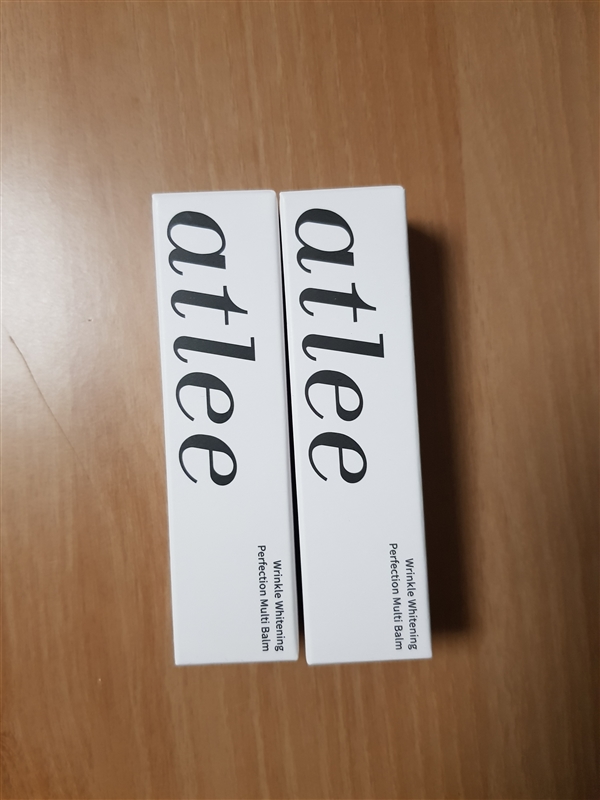 atlee
Wrinkle Whitening
Perfection Multi Balm
atlee
Wrinkle Whitening
Perfection Multi Balm